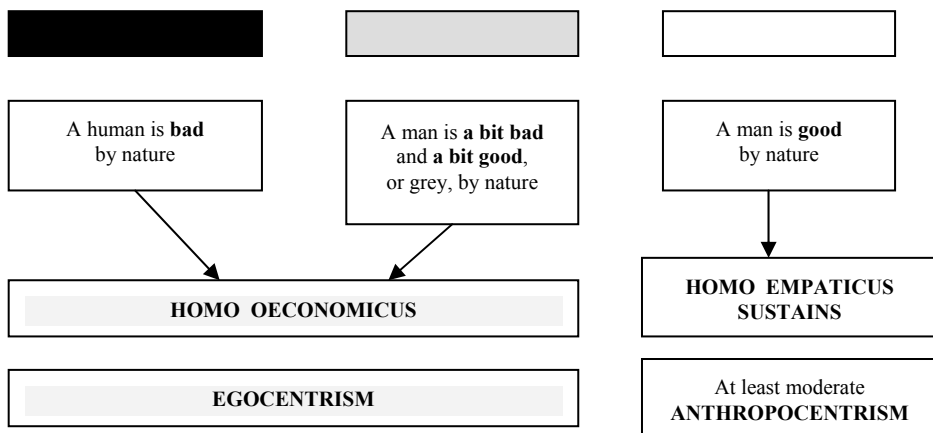 A human is bad
by nature
A man is a bit bad
and a bit good,
or grey, by nature
A man is good
by nature
HOMO OECONOMICUS
HOMO EMPATICUS
SUSTAINS
EGOCENTRISM
At least moderate
ANTHROPOCENTRISM